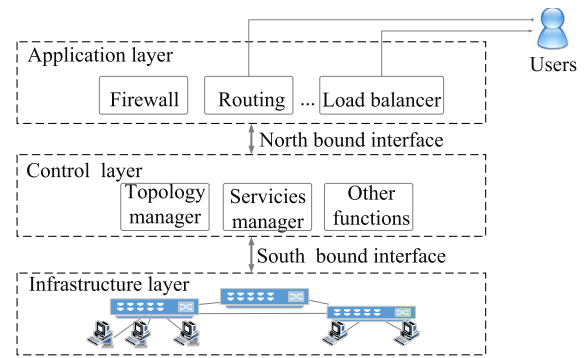 Users
Application layer
Firewall
Routing
...
Load balancer
North bound interface
Control layer
Topology
manager
Servicies
manager
Other
functions
South bound interface
Infrastructure layer